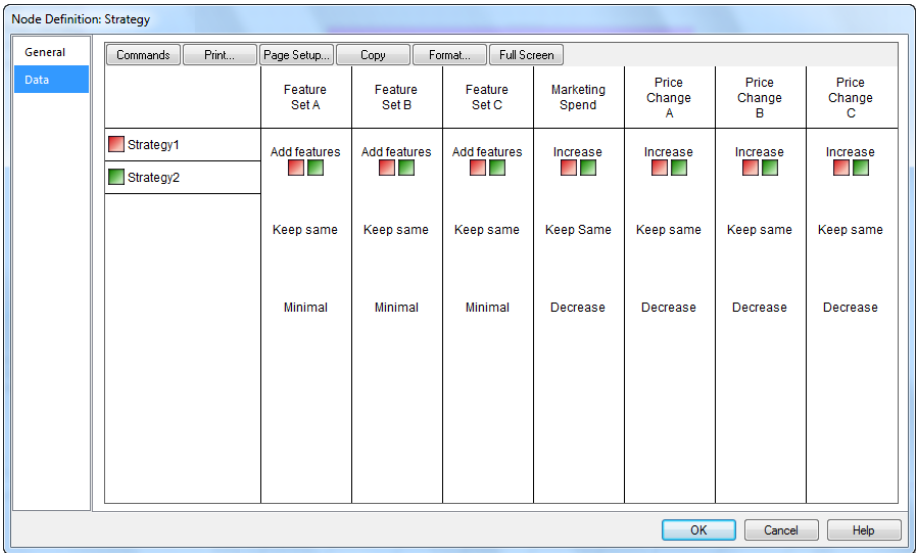 Node Definition: Strategy
General
Data
Commands Print... Page Setup... Copy Format... Full Screen
Feature Set A
Feature Set B
Feature Set C
Marketing Spend
Price Change A
Price Change B
Price Change C
Strategy1
Strategy2
Add features Add features Add features Increase Increase Increase Increase
Keep same Keep same Keep same Keep Same Keep same Keep same Keep same
Minimal Minimal Minimal Decrease Decrease Decrease Decrease
OK Cancel Help